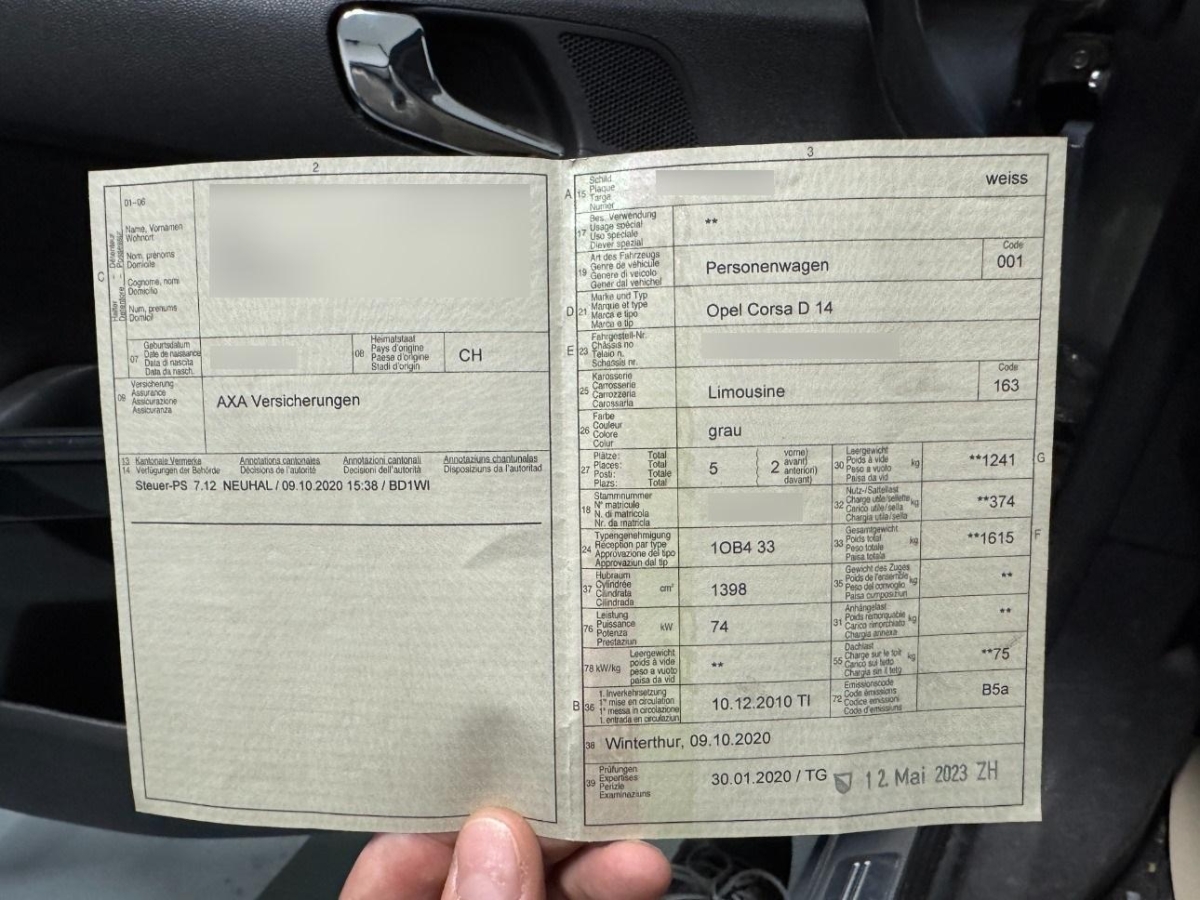 2
01-06
C
Halter – Détenteur
Detentore – Possessur
Name, Vornamen
Wohnort
Nom, prénoms
Domicile
Cognome, nomi
Domicilio
Num, prenums
Domicil
07
Geburtsdatum
Date de naissance
Data di nascita
Data da nasch.
08
Heimatstaat
Pays d'origine
Paese d'origine
Stadi d'origin
CH
09
Versicherung
Assurance
Assicurazione
Assicuranza
AXA Versicherungen
13 Kantonale Vermerke Annotations cantonales Annotazioni cantonali Annotaziuns chantunalas
14 Verfügungen der Behörde Décisions de l'autorité Decisioni dell'autorità Disposiziuns da l'autoritad
Steuer-PS 7.12 NEUHAL / 09.10.2020 15:38 / BD1WI
3
A 15
Schild
Plaque
Targa
Numer
weiss
17
Bes. Verwendung
Usage spécial
Uso speciale
Diever spezial
**
19
Art des Fahrzeugs
Genre de véhicule
Genere di veicolo
Gener dal vehichel
Personenwagen
Code
001
D 21
Marke und Typ
Marque et type
Marca e tipo
Marca e tip
Opel Corsa D 14
E 23
Fahrgestell-Nr.
Châssis no
Telaio n.
Schassis nr.
25
Karosserie
Carrosserie
Carrozzeria
Carossaria
Limousine
Code
163
26
Farbe
Couleur
Colore
Colur
grau
27
Plätze: Total
Places: Total
Posti: Totale
Plazs: Total
5
2
vorne)
avant)
anteriori)
davant)
30
Leergewicht
Poids à vide
Peso a vuoto
Paisa da vid
kg
**1241
G
18
Stammnummer
N° matricule
N. di matricola
Nr. da matricla
32
Nutz-/Sattellast
Charge utile/sellette
Carico utile/sella
Chargia utila/sella
kg
**374
24
Typengenehmigung
Réception par type
Approvazione del tipo
Approvaziun dal tip
1OB4 33
33
Gesamtgewicht
Poids total
Peso totale
Paisa totala
kg
**1615
F
37
Hubraum
Cylindrée
Cilindrata
Cilindrada
cm³
1398
35
Gewicht des Zuges
Poids de l'ensemble
Peso del convoglio
Paisa cumposiziun
kg
**
76
Leistung
Puissance
Potenza
Prestaziun
kW
74
31
Anhängelast
Poids remorquable
Carico rimorchiato
Chargia annexa
kg
**
78 kW/kg
Leergewicht
poids à vide
peso a vuoto
paisa da vid
**
55
Dachlast
Charge sur le toit
Carico sul tetto
Chargia sin il tetg
kg
**75
B 36
1. Inverkehrsetzung
1re mise en circulation
1a messa in circolazione
1. entrada en circulaziun
10.12.2010 TI
72
Emissionscode
Code émissions
Codice emissioni
Code d'emissiuns
B5a
38
Winterthur, 09.10.2020
39
Prüfungen
Expertises
Perizie
Examinaziuns
30.01.2020 / TG
12. Mai 2023 ZH